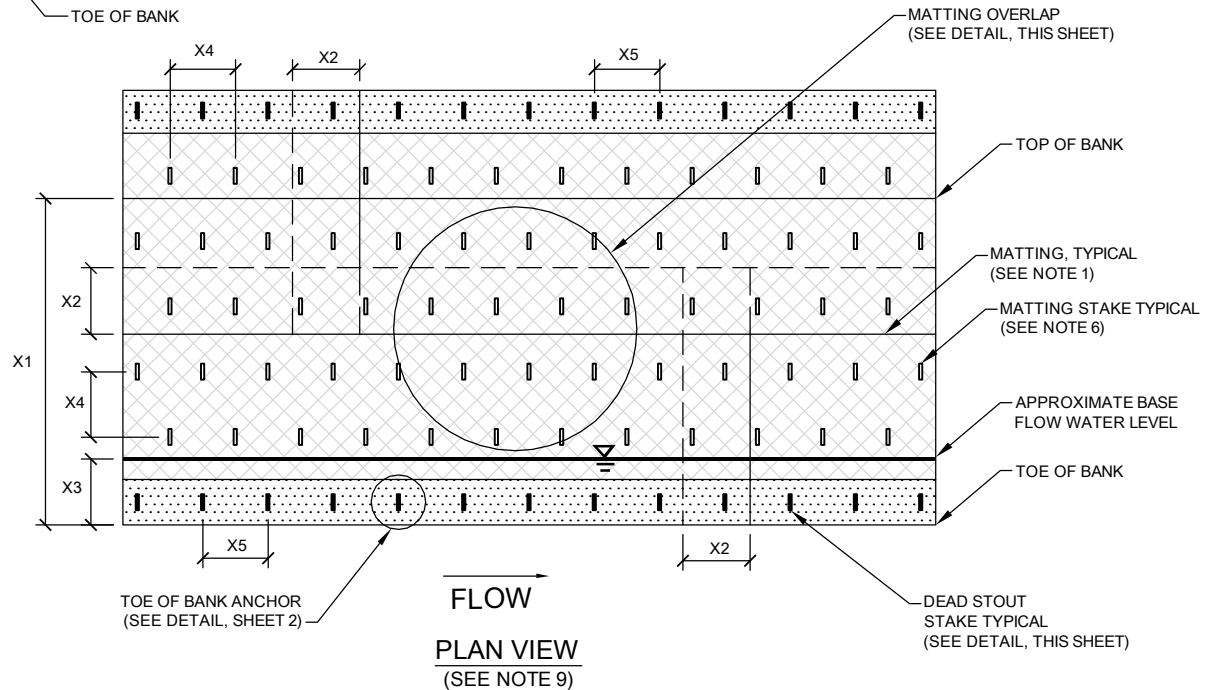 TOE OF BANK
MATTING OVERLAP
(SEE DETAIL, THIS SHEET)
X4
X2
X5
TOP OF BANK
MATTING, TYPICAL
(SEE NOTE 1)
X2
MATTING STAKE TYPICAL
(SEE NOTE 6)
X1
X4
APPROXIMATE BASE
FLOW WATER LEVEL
X3
TOE OF BANK
X5
X2
TOE OF BANK ANCHOR
(SEE DETAIL, SHEET 2)
FLOW
DEAD STOUT
STAKE TYPICAL
(SEE DETAIL, THIS SHEET)
PLAN VIEW
(SEE NOTE 9)